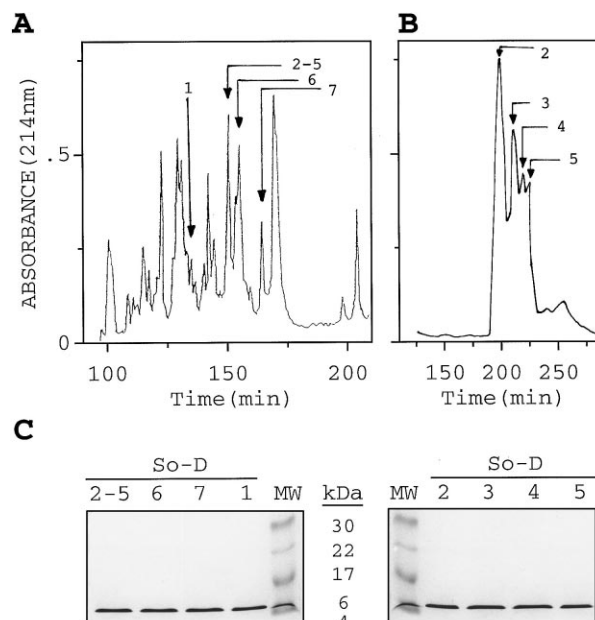 A
B
ABSORBANCE(214nm)
.5
0
1
2-5
6
7
100 150 200
Time(min)
2
3
4
5
150 200 250
Time(min)
C
So-D
2-5 6 7 1 MW kDa
30
22
17
6
4
So-D
MW 2 3 4 5